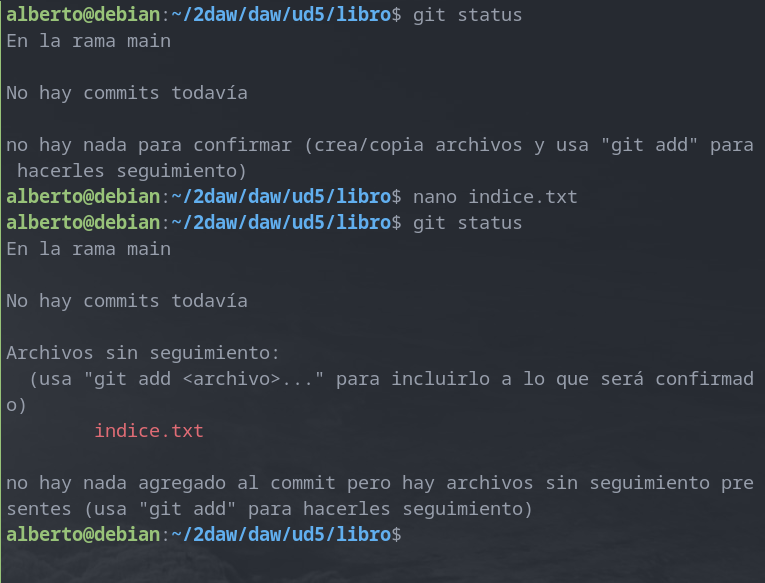 alberto@debian:~/2daw/daw/ud5/libro$ git status
En la rama main
No hay commits todavía
no hay nada para confirmar (crea/copia archivos y usa "git add" para
 hacerles seguimiento)
alberto@debian:~/2daw/daw/ud5/libro$ nano indice.txt
alberto@debian:~/2daw/daw/ud5/libro$ git status
En la rama main
No hay commits todavía
Archivos sin seguimiento:
  (usa "git add <archivo>..." para incluirlo a lo que será confirmad
o)
        indice.txt
no hay nada agregado al commit pero hay archivos sin seguimiento pre
sentes (usa "git add" para hacerles seguimiento)
alberto@debian:~/2daw/daw/ud5/libro$